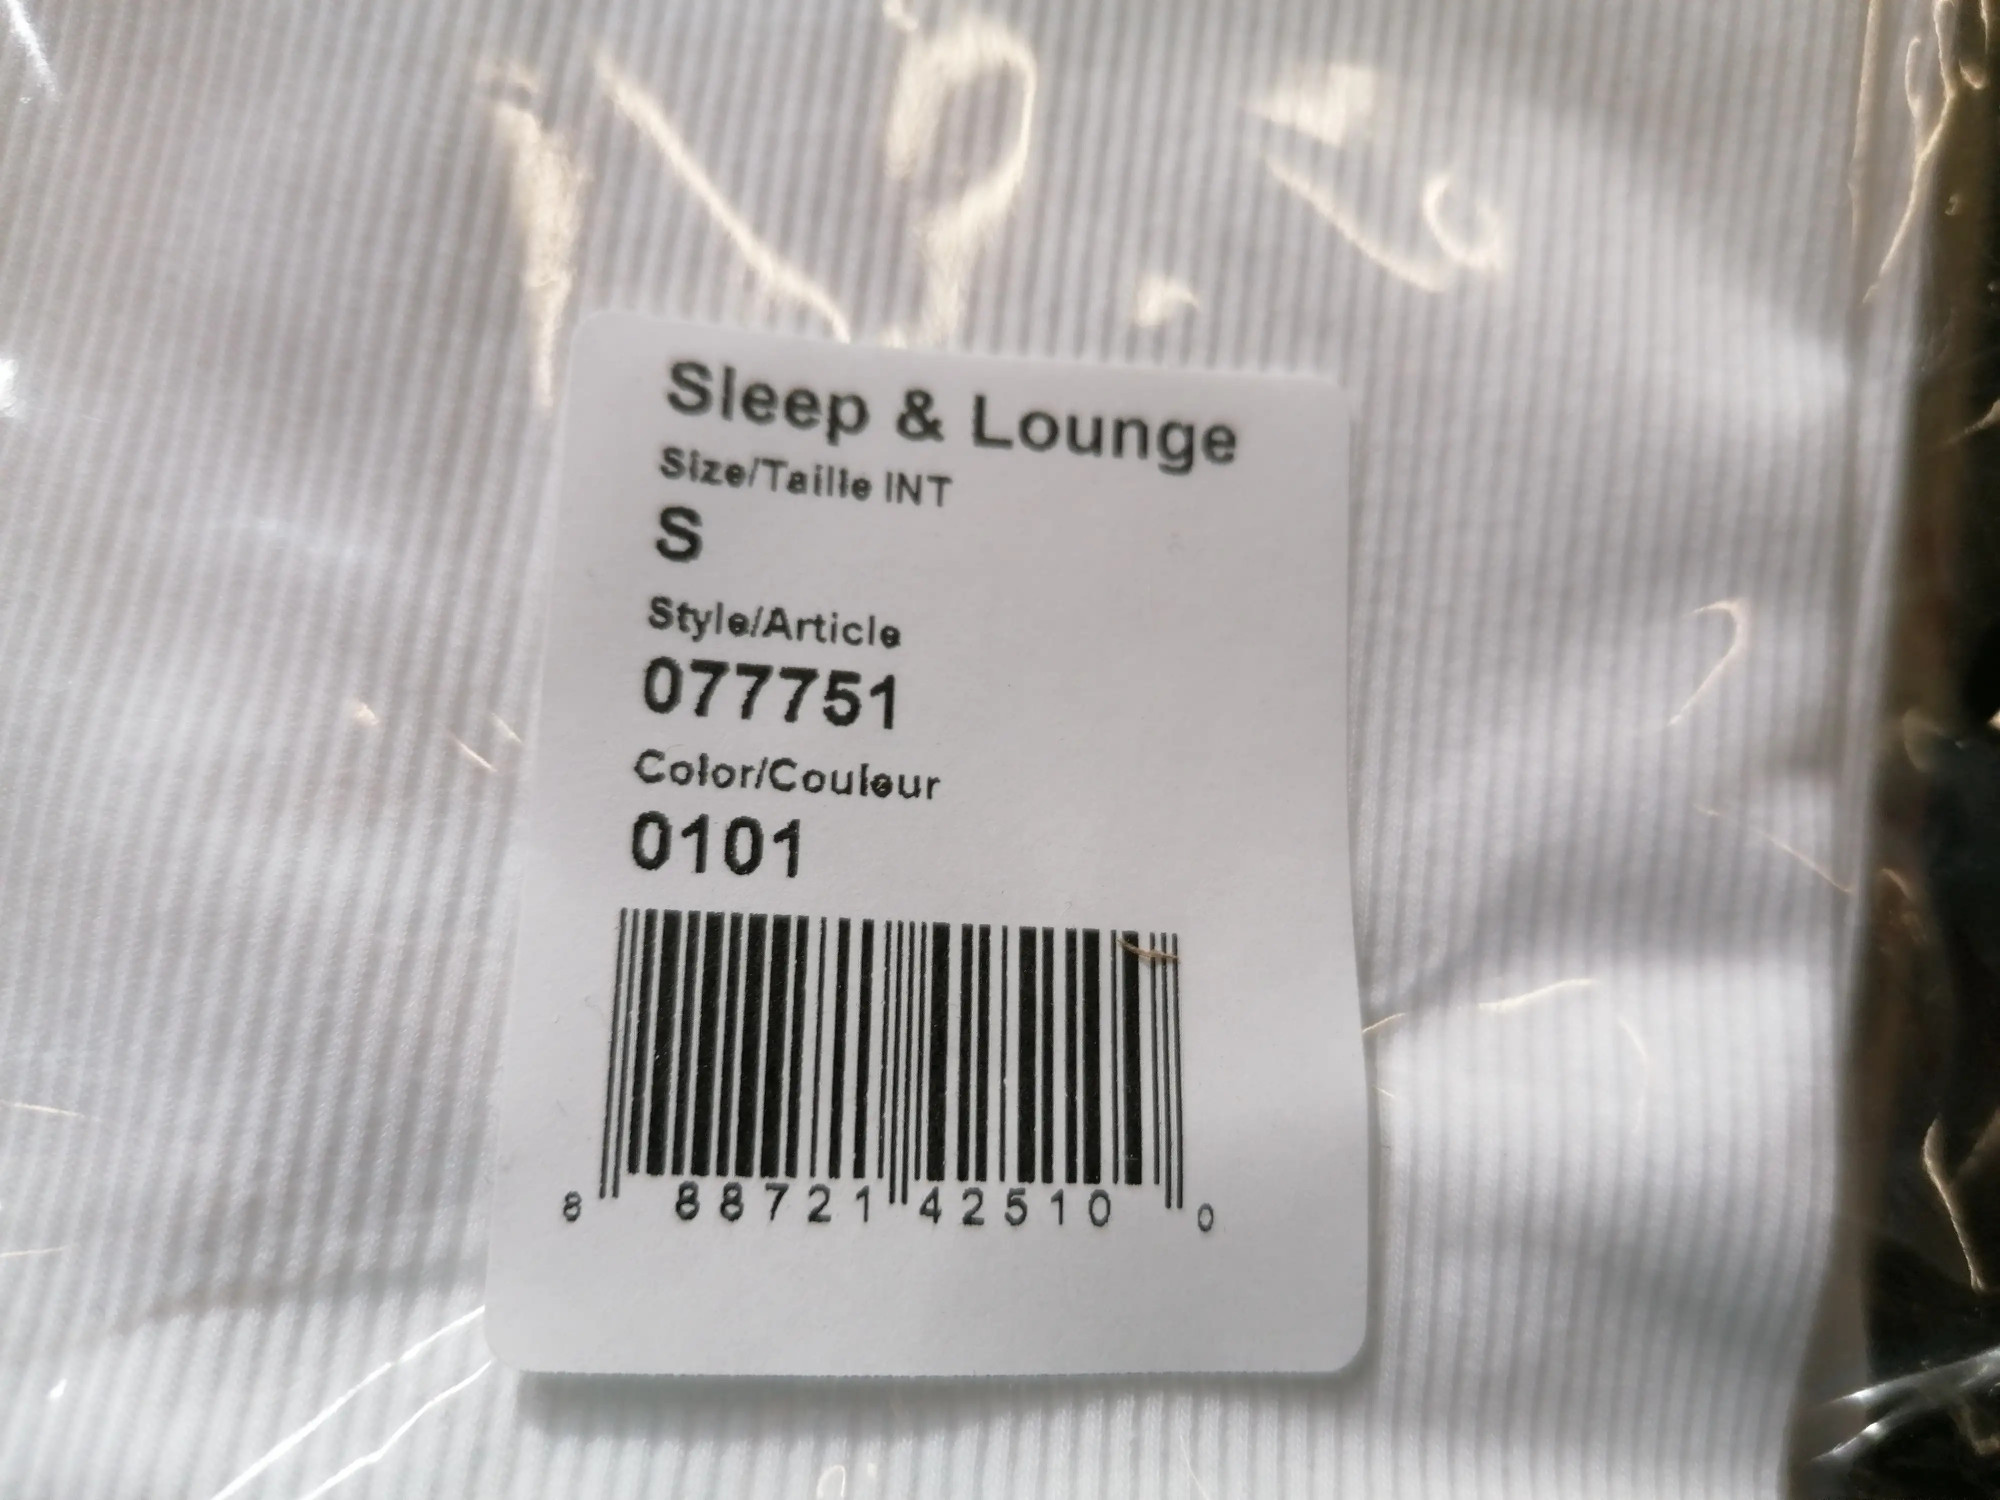 Sleep & Lounge
Size/Taille INT
S
Style/Article
077751
Color/Couleur
0101
8 88721 42510 0